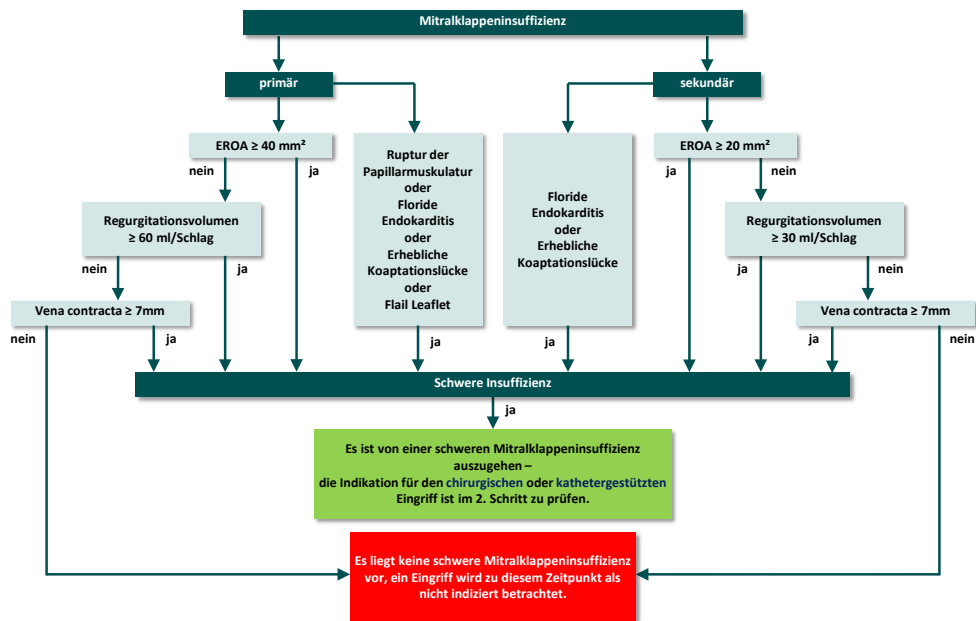 Mitralklappeninsuffizienz
primär
sekundär
EROA ≥ 40 mm²
nein
ja
Regurgitationsvolumen
≥ 60 ml/Schlag
nein
ja
Vena contracta ≥ 7mm
nein
ja
Ruptur der
Papillarmuskulatur
oder
Floride
Endokarditis
oder
Erhebliche
Koaptationslücke
oder
Flail Leaflet
ja
Floride
Endokarditis
oder
Erhebliche
Koaptationslücke
ja
EROA ≥ 20 mm²
ja
nein
Regurgitationsvolumen
≥ 30 ml/Schlag
ja
nein
Vena contracta ≥ 7mm
ja
nein
Schwere Insuffizienz
ja
Es ist von einer schweren Mitralklappeninsuffizienz
auszugehen –
die Indikation für den chirurgischen oder kathetergestützten
Eingriff ist im 2. Schritt zu prüfen.
Es liegt keine schwere Mitralklappeninsuffizienz
vor, ein Eingriff wird zu diesem Zeitpunkt als
nicht indiziert betrachtet.